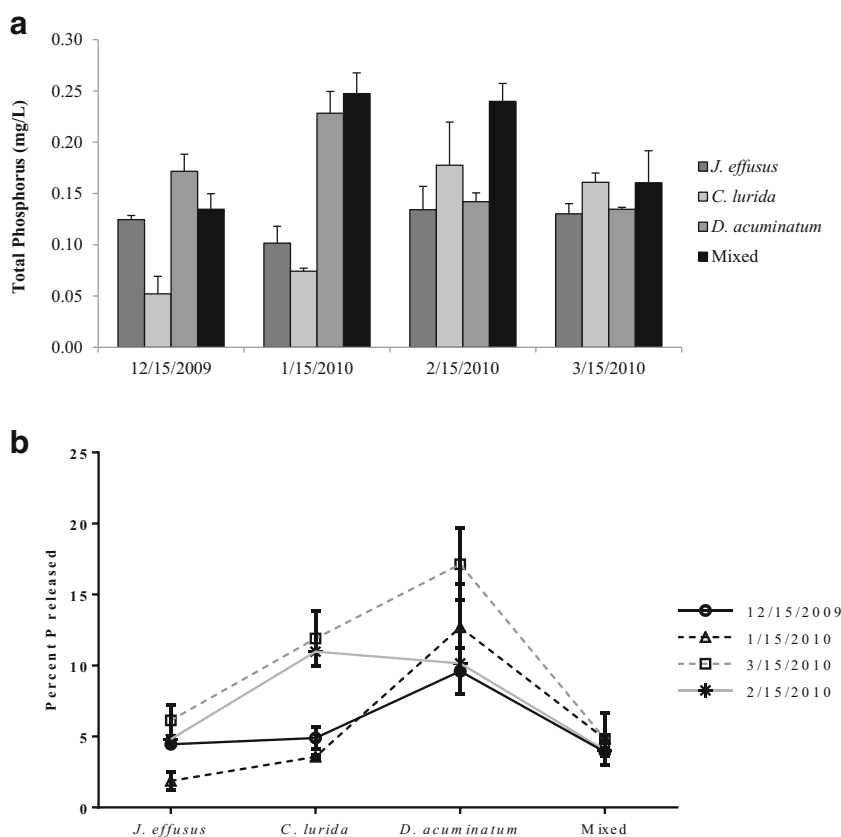 a
Total Phosphorus (mg/L)
0.30
0.25
0.20
0.15
0.10
0.05
0.00
12/15/2009 1/15/2010 2/15/2010 3/15/2010
J. effusus
C. lurida
D. acuminatum
Mixed
b
Percent P released
25
20
15
10
5
0
J. effusus C. lurida D. acuminatum Mixed
12/15/2009
1/15/2010
3/15/2010
2/15/2010